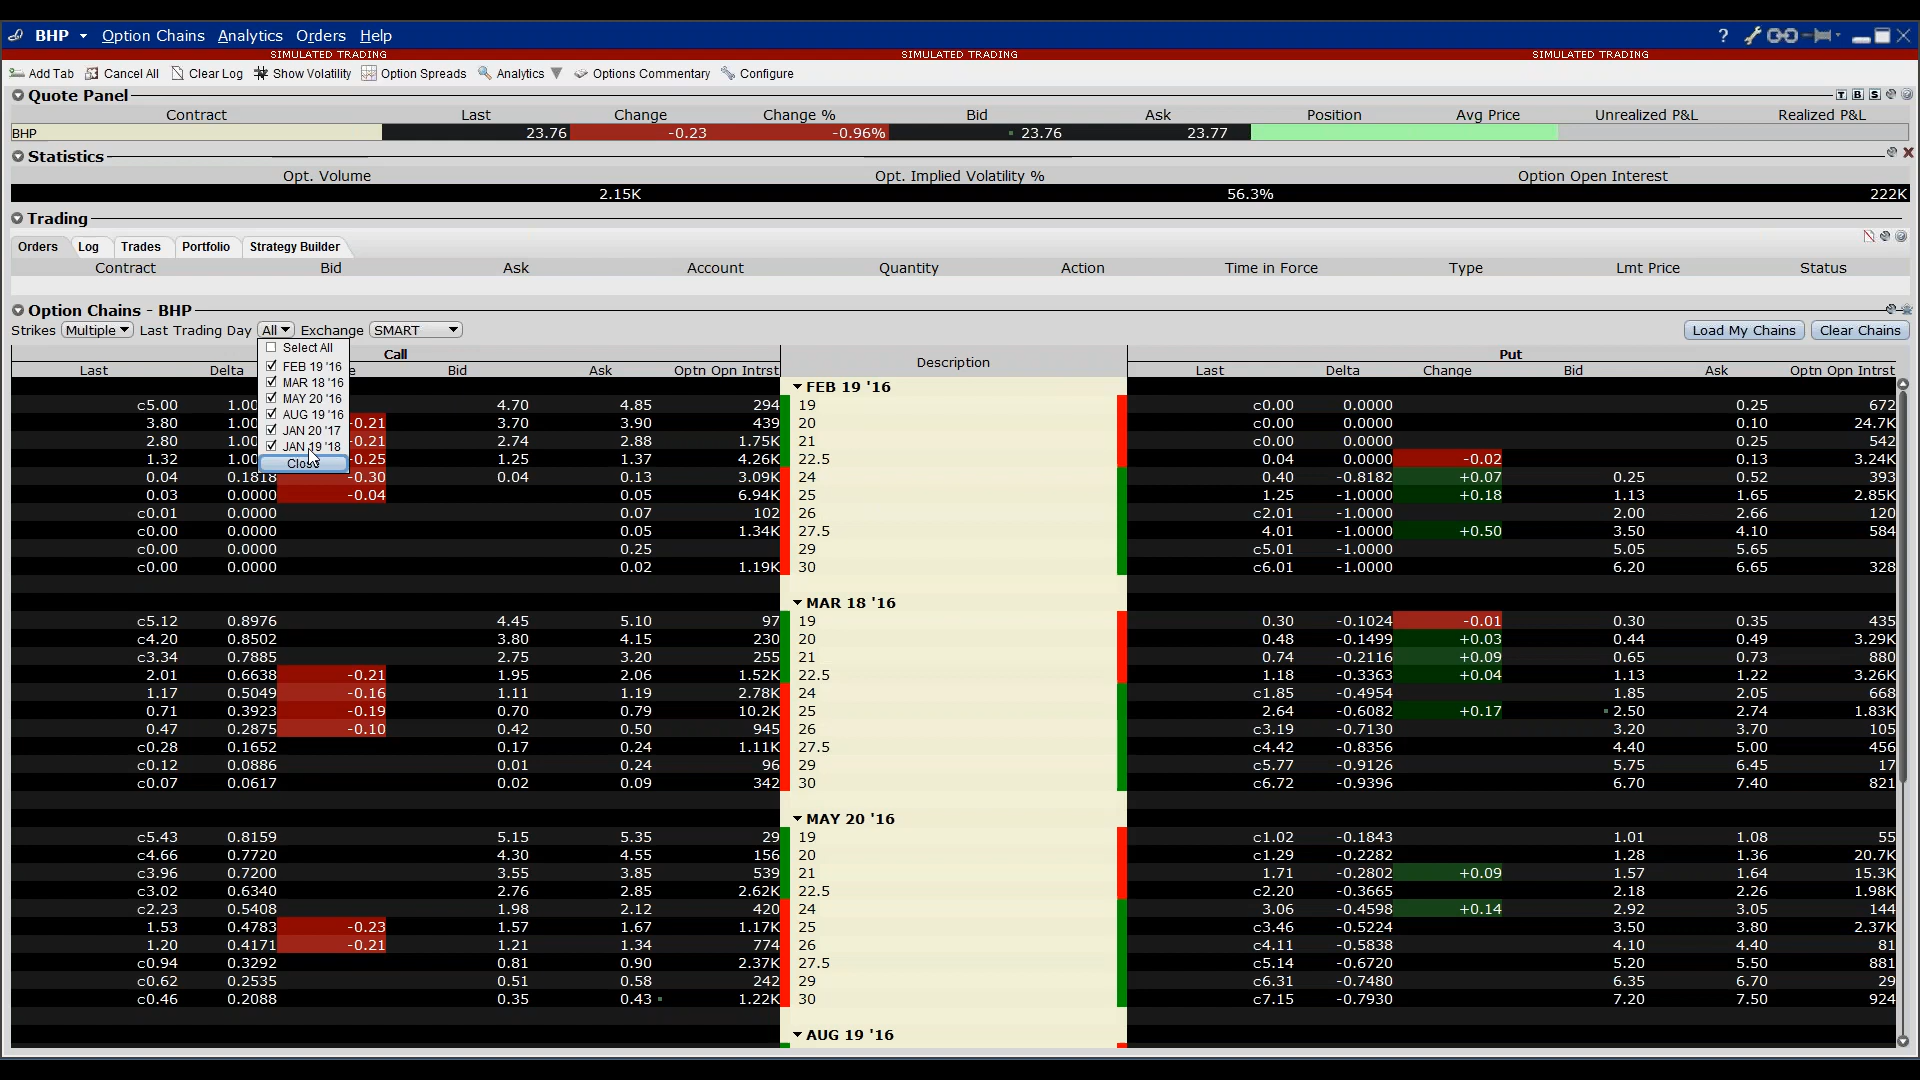 BHP Option Chains Analytics Orders Help ?
SIMULATED TRADING SIMULATED TRADING SIMULATED TRADING
Add Tab Cancel All Clear Log Show Volatility Option Spreads Analytics Options Commentary Configure
Quote Panel T B S
Contract Last Change Change % Bid Ask Position Avg Price Unrealized P&L Realized P&L
BHP 23.76 -0.23 -0.96% 23.76 23.77
Statistics
Opt. Volume Opt. Implied Volatility % Option Open Interest
2.15K 56.3% 222K
Trading
Orders Log Trades Portfolio Strategy Builder
Contract Bid Ask Account Quantity Action Time in Force Type Lmt Price Status
Option Chains - BHP
Strikes Multiple Last Trading Day All Exchange SMART Load My Chains Clear Chains
Select All
FEB 19 '16
MAR 18 '16
MAY 20 '16
AUG 19 '16
JAN 20 '17
JAN 19 '18
Close
Call Description Put
Last Delta Bid Ask Optn Opn Intrst Last Delta Change Bid Ask Optn Opn Intrst
FEB 19 '16
c5.00 1.00 4.70 4.85 294 19 c0.00 0.0000 0.25 672
3.80 1.00 -0.21 3.70 3.90 439 20 c0.00 0.0000 0.10 24.7K
2.80 1.00 -0.21 2.74 2.88 1.75K 21 c0.00 0.0000 0.25 542
1.32 1.00 -0.25 1.25 1.37 4.26K 22.5 0.04 0.0000 -0.02 0.13 3.24K
0.04 0.1818 -0.30 0.04 0.13 3.09K 24 0.40 -0.8182 +0.07 0.25 0.52 393
0.03 0.0000 -0.04 0.05 6.94K 25 1.25 -1.0000 +0.18 1.13 1.65 2.85K
c0.01 0.0000 0.07 102 26 c2.01 -1.0000 2.00 2.66 120
c0.00 0.0000 0.05 1.34K 27.5 4.01 -1.0000 +0.50 3.50 4.10 584
c0.00 0.0000 0.25 29 c5.01 -1.0000 5.05 5.65
c0.00 0.0000 0.02 1.19K 30 c6.01 -1.0000 6.20 6.65 328
MAR 18 '16
c5.12 0.8976 4.45 5.10 97 19 0.30 -0.1024 -0.01 0.30 0.35 435
c4.20 0.8502 3.80 4.15 230 20 0.48 -0.1499 +0.03 0.44 0.49 3.29K
c3.34 0.7885 2.75 3.20 255 21 0.74 -0.2116 +0.09 0.65 0.73 880
2.01 0.6638 -0.21 1.95 2.06 1.52K 22.5 1.18 -0.3363 +0.04 1.13 1.22 3.26K
1.17 0.5049 -0.16 1.11 1.19 2.78K 24 c1.85 -0.4954 1.85 2.05 668
0.71 0.3923 -0.19 0.70 0.79 10.2K 25 2.64 -0.6082 +0.17 2.50 2.74 1.83K
0.47 0.2875 -0.10 0.42 0.50 945 26 c3.19 -0.7130 3.20 3.70 105
c0.28 0.1652 0.17 0.24 1.11K 27.5 c4.42 -0.8356 4.40 5.00 456
c0.12 0.0886 0.01 0.24 96 29 c5.77 -0.9126 5.75 6.45 17
c0.07 0.0617 0.02 0.09 342 30 c6.72 -0.9396 6.70 7.40 821
MAY 20 '16
c5.43 0.8159 5.15 5.35 29 19 c1.02 -0.1843 1.01 1.08 55
c4.66 0.7720 4.30 4.55 156 20 c1.29 -0.2282 1.28 1.36 20.7K
c3.96 0.7200 3.55 3.85 539 21 1.71 -0.2802 +0.09 1.57 1.64 15.3K
c3.02 0.6340 2.76 2.85 2.62K 22.5 c2.20 -0.3665 2.18 2.26 1.98K
c2.23 0.5408 1.98 2.12 420 24 3.06 -0.4598 +0.14 2.92 3.05 144
1.53 0.4783 -0.23 1.57 1.67 1.17K 25 c3.46 -0.5224 3.50 3.80 2.37K
1.20 0.4171 -0.21 1.21 1.34 774 26 c4.11 -0.5838 4.10 4.40 81
c0.94 0.3292 0.81 0.90 2.37K 27.5 c5.14 -0.6720 5.20 5.50 881
c0.62 0.2535 0.51 0.58 242 29 c6.31 -0.7480 6.35 6.70 29
c0.46 0.2088 0.35 0.43 1.22K 30 c7.15 -0.7930 7.20 7.50 924
AUG 19 '16